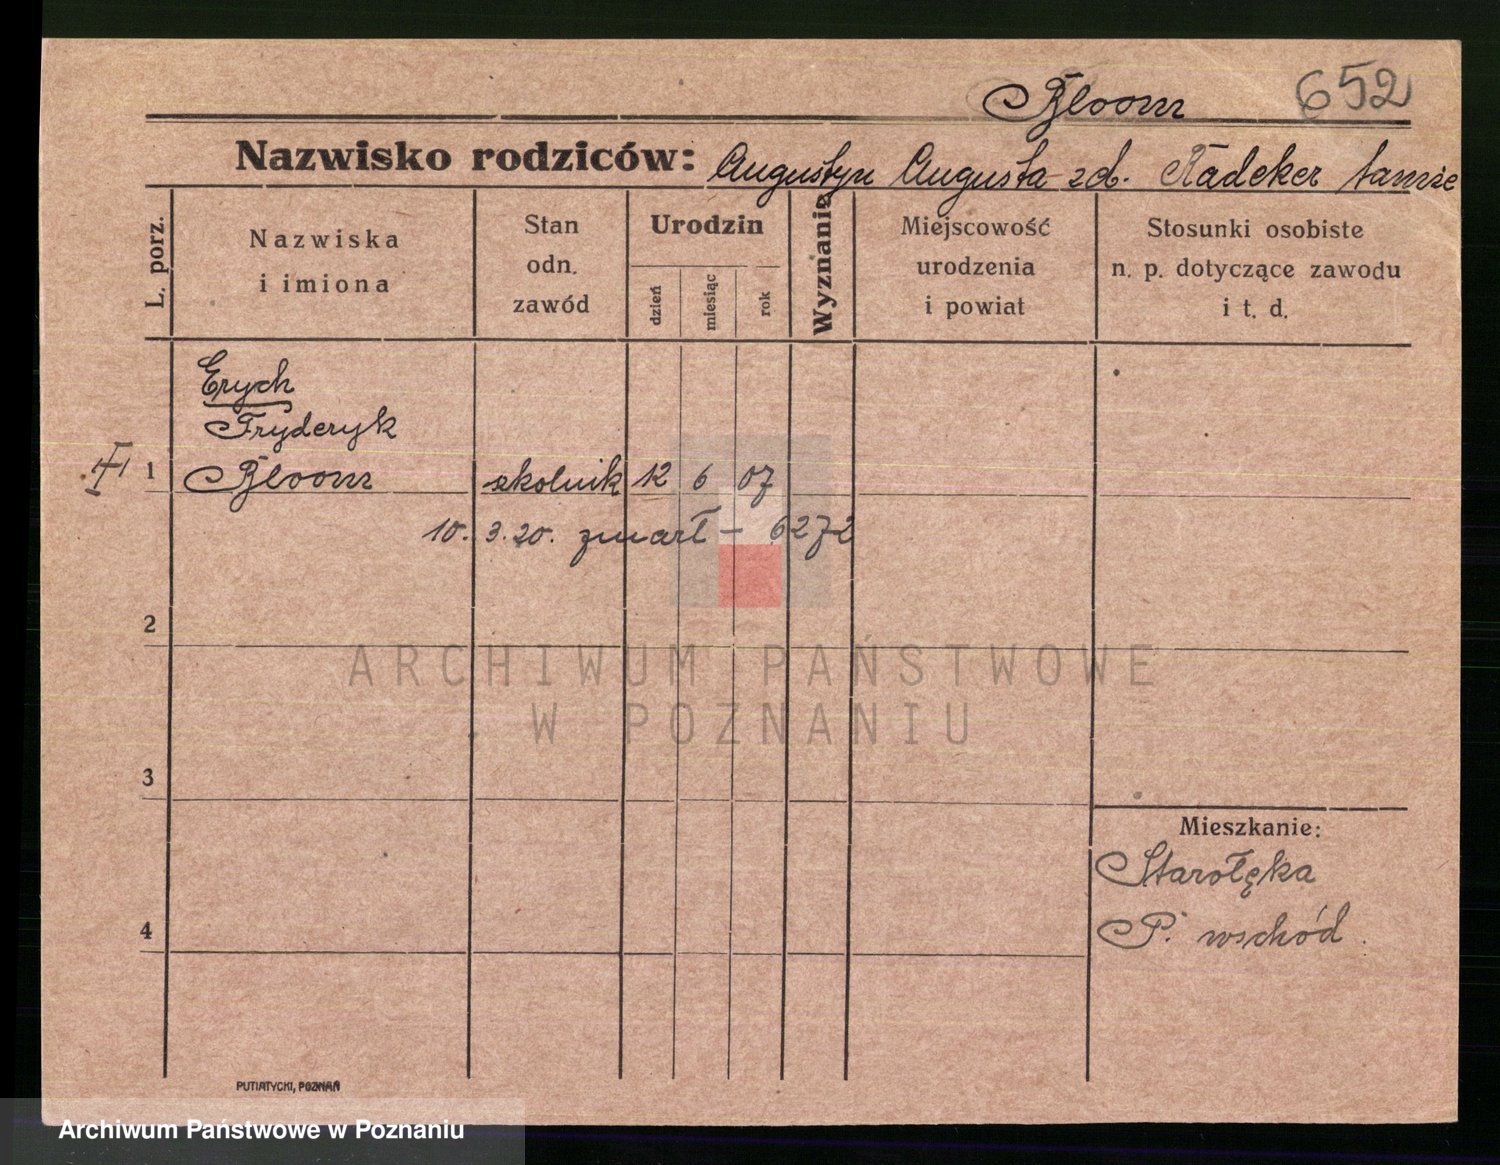 Bloom 652
Nazwisko rodziców: Augustyn Augusta zd. Radeker tamże
L. porz.
Nazwiska
i imiona
Stan
odn.
zawód
Urodzin
dzień
miesiąc
rok
Wyznanie
Miejscowość
urodzenia
i powiat
Stosunki osobiste
n. p. dotyczące zawodu
i t. d.
Erych
Fryderyk
1 Bloom szkolnik 12 6 07
10. 3. 20. zmarł – 6272
2
3
4
Mieszkanie:
Starołęka
P. wschód.
PUTIATYCKI, POZNAŃ
ARCHIWUM PAŃSTWOWE
W POZNANIU
Archiwum Państwowe w Poznaniu